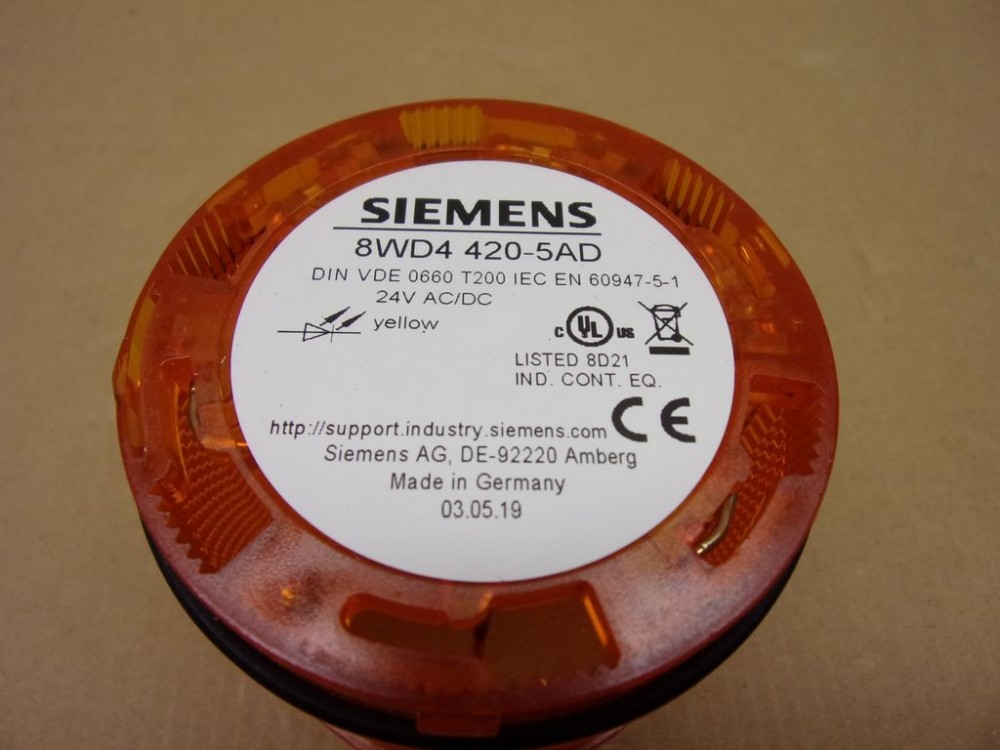 SIEMENS
8WD4 420-5AD
DIN VDE 0660 T200 IEC EN 60947-5-1
24V AC/DC
yellow
c UL us
LISTED 8D21
IND. CONT. EQ.
CE
http://support.industry.siemens.com
Siemens AG, DE-92220 Amberg
Made in Germany
03.05.19